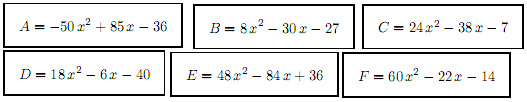 A = −50x² + 85x − 36
B = 8x² − 30x − 27
C = 24x² − 38x − 7
D = 18x² − 6x − 40
E = 48x² − 84x + 36
F = 60x² − 22x − 14